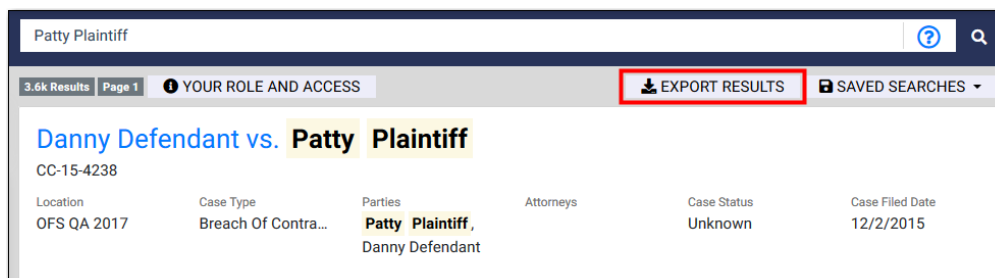 Patty Plaintiff
3.6k Results Page 1 YOUR ROLE AND ACCESS EXPORT RESULTS SAVED SEARCHES
Danny Defendant vs. Patty Plaintiff
CC-15-4238
Location Case Type Parties Attorneys Case Status Case Filed Date
OFS QA 2017 Breach Of Contra... Patty Plaintiff, Unknown 12/2/2015
Danny Defendant